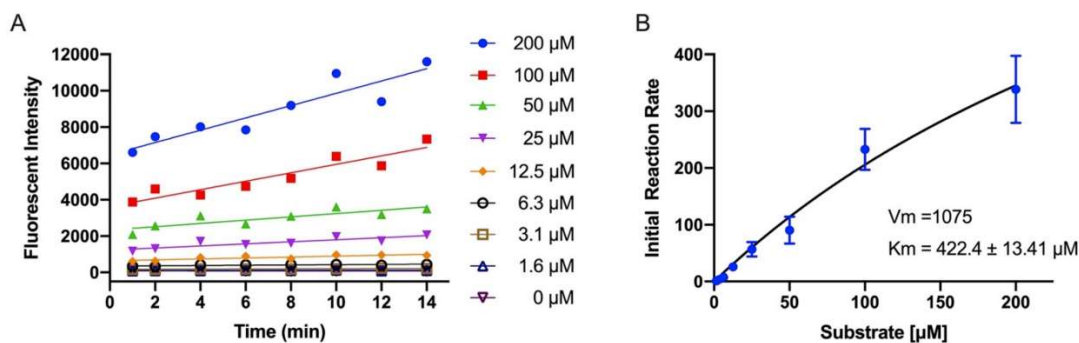 A
Fluorescent Intensity
12000
10000
8000
6000
4000
2000
0
0 2 4 6 8 10 12 14
Time (min)
200 µM
100 µM
50 µM
25 µM
12.5 µM
6.3 µM
3.1 µM
1.6 µM
0 µM
B
Initial Reaction Rate
400
300
200
100
0
0 50 100 150 200
Substrate [µM]
Vm =1075
Km = 422.4 ± 13.41 µM